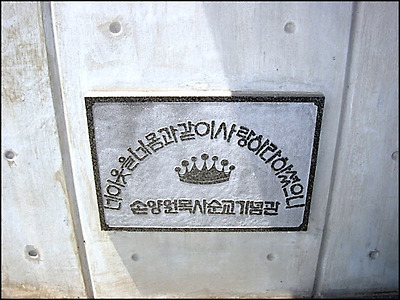 네이웃을네몸과같이사랑하라하셨으니
손양원목사순교기념관